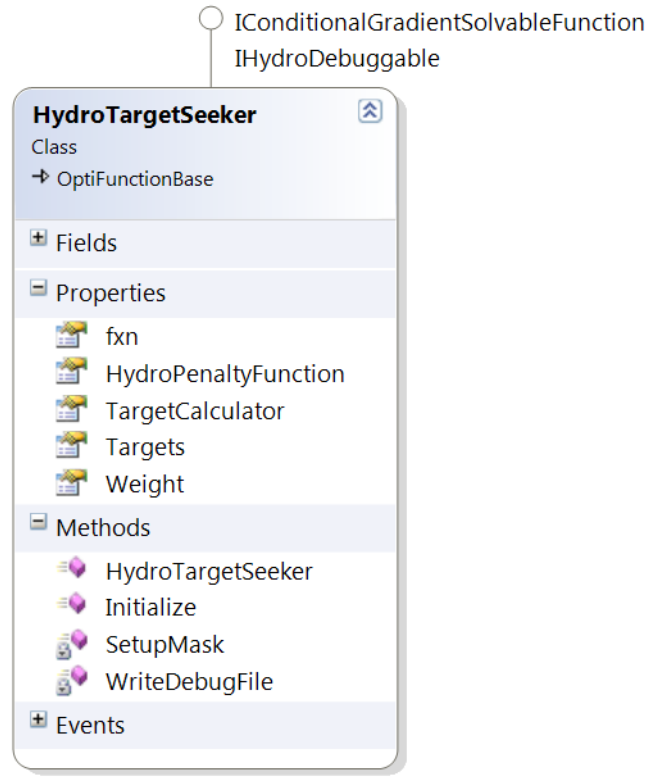 IConditionalGradientSolvableFunction
IHydroDebuggable
HydroTargetSeeker
Class
OptiFunctionBase
Fields
Properties
fxn
HydroPenaltyFunction
TargetCalculator
Targets
Weight
Methods
HydroTargetSeeker
Initialize
SetupMask
WriteDebugFile
Events